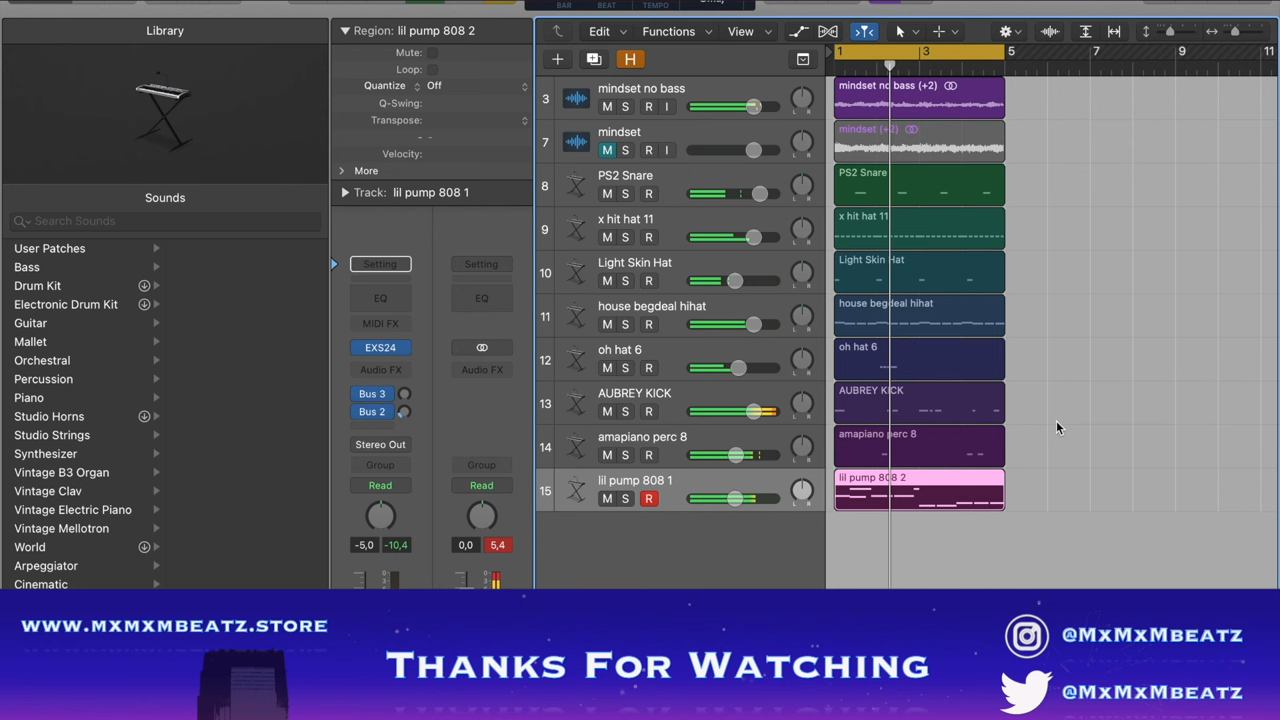 BAR BEAT TEMPO
Library
Sounds
Search Sounds
User Patches
Bass
Drum Kit
Electronic Drum Kit
Guitar
Mallet
Orchestral
Percussion
Piano
Studio Horns
Studio Strings
Synthesizer
Vintage B3 Organ
Vintage Clav
Vintage Electric Piano
Vintage Mellotron
World
Arpeggiator
Cinematic
Region: lil pump 808 2
Mute:
Loop:
Quantize Off
Q-Swing:
Transpose:
Velocity:
More
Track: lil pump 808 1
Setting Setting
EQ EQ
MIDI FX
EXS24
Audio FX Audio FX
Bus 3
Bus 2
Stereo Out
Group Group
Read Read
-5,0 -10,4 0,0 5,4
Edit Functions View
H
1 3 5 7 9 11
3 mindset no bass M S R I L R
7 mindset M S R I L R
8 PS2 Snare M S R L R
9 x hit hat 11 M S R L R
10 Light Skin Hat M S R L R
11 house begdeal hihat M S R L R
12 oh hat 6 M S R L R
13 AUBREY KICK M S R L R
14 amapiano perc 8 M S R L R
15 lil pump 808 1 M S R L R
mindset no bass (+2)
mindset (+2)
PS2 Snare
x hit hat 11
Light Skin Hat
house begdeal hihat
oh hat 6
AUBREY KICK
amapiano perc 8
lil pump 808 2
WWW.MXMXMBEATZ.STORE
THANKS FOR WATCHING
@MxMxMBEATZ
@MxMxMBEATZ